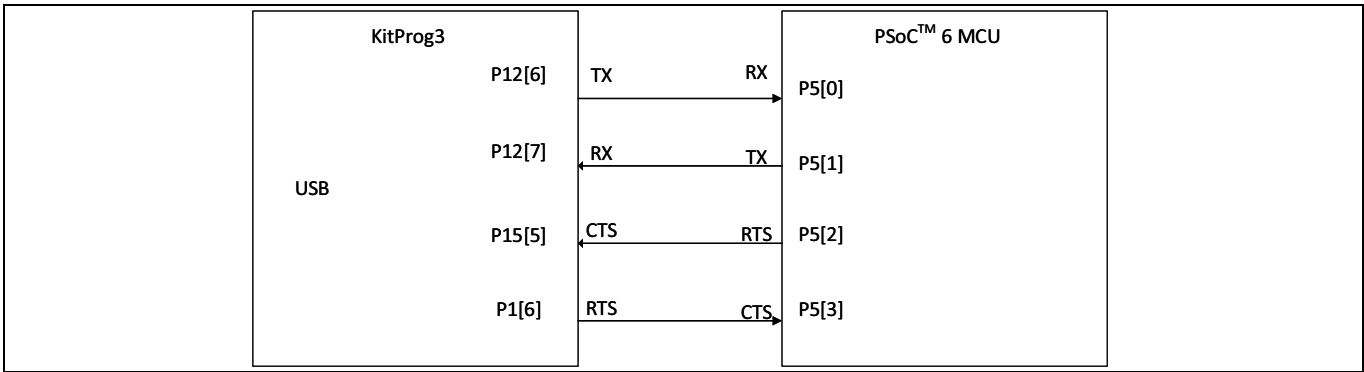 KitProg3
PSoC™ 6 MCU
P12[6] TX RX P5[0]
P12[7] RX TX P5[1]
USB
P15[5] CTS RTS P5[2]
P1[6] RTS CTS P5[3]